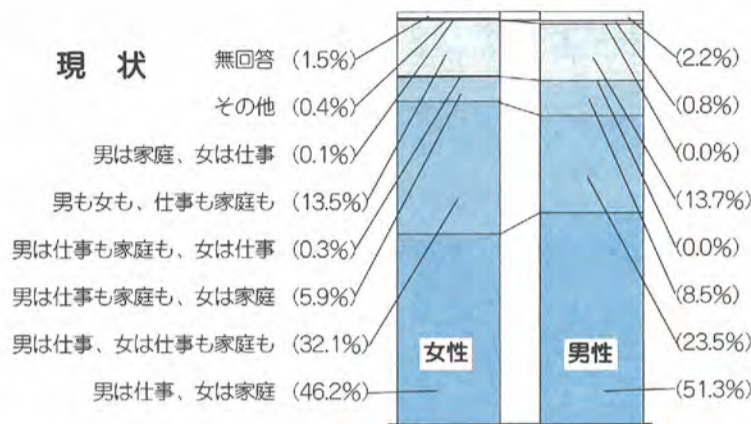 現状
無回答 (1.5%) (2.2%)
その他 (0.4%) (0.8%)
男は家庭、女は仕事 (0.1%) (0.0%)
男も女も、仕事も家庭も (13.5%) (13.7%)
男は仕事も家庭も、女は仕事 (0.3%) (0.0%)
男は仕事も家庭も、女は家庭 (5.9%) (8.5%)
男は仕事、女は仕事も家庭も (32.1%) (23.5%)
女性 男性
男は仕事、女は家庭 (46.2%) (51.3%)